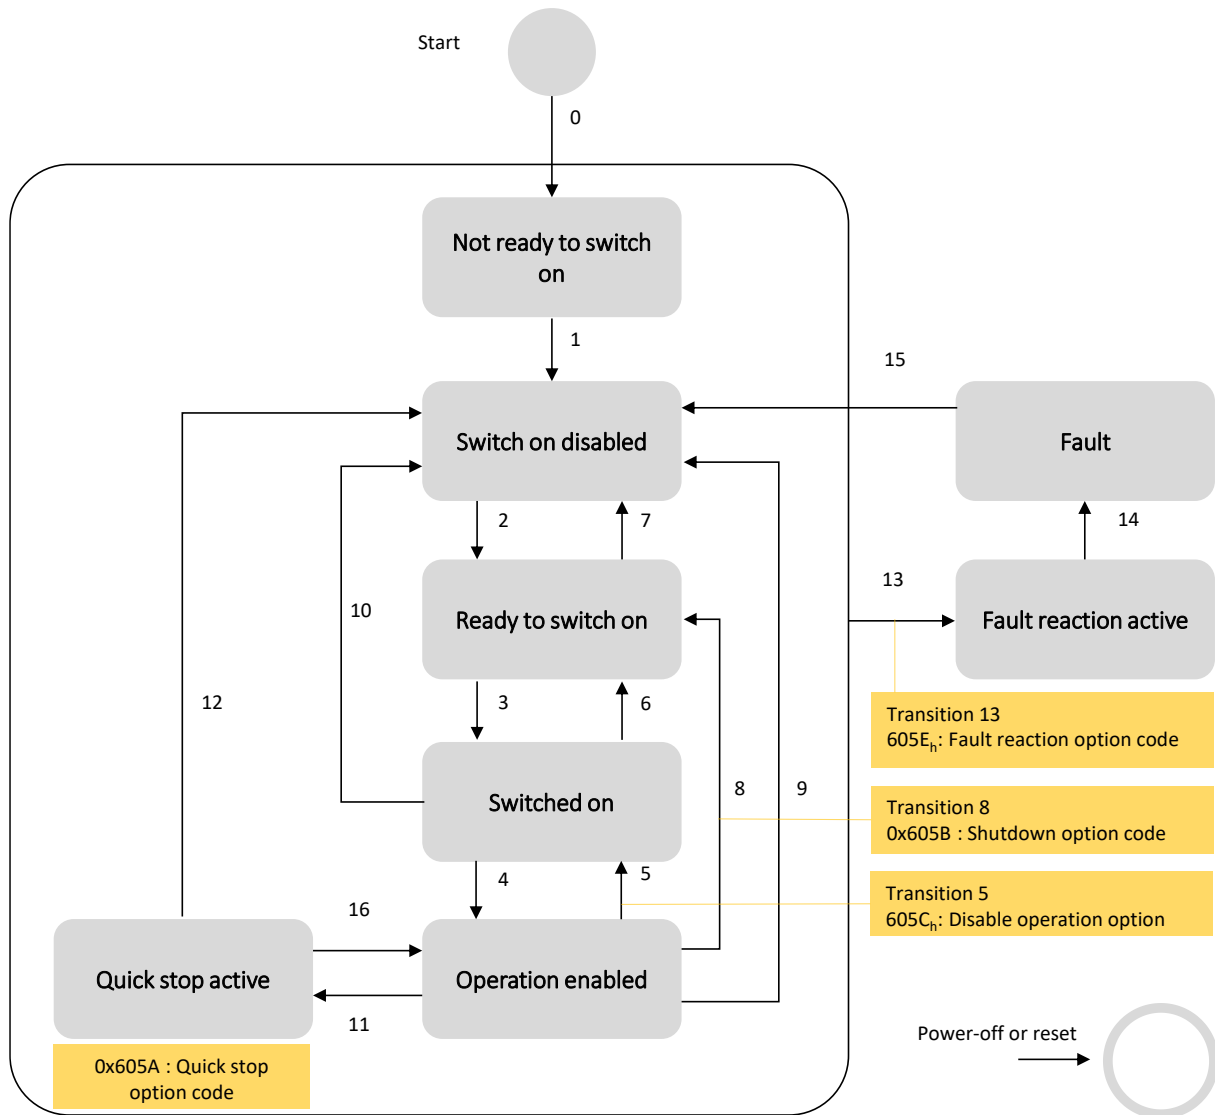 Start
0
Not ready to switch
on
1
15
Switch on disabled
Fault
2
7
14
13
10
Ready to switch on
Fault reaction active
12
3
6
Transition 13
605Eh: Fault reaction option code
8
9
Switched on
Transition 8
0x605B : Shutdown option code
4
5
Transition 5
605Ch: Disable operation option
16
Quick stop active
Operation enabled
11
Power-off or reset
0x605A : Quick stop
option code